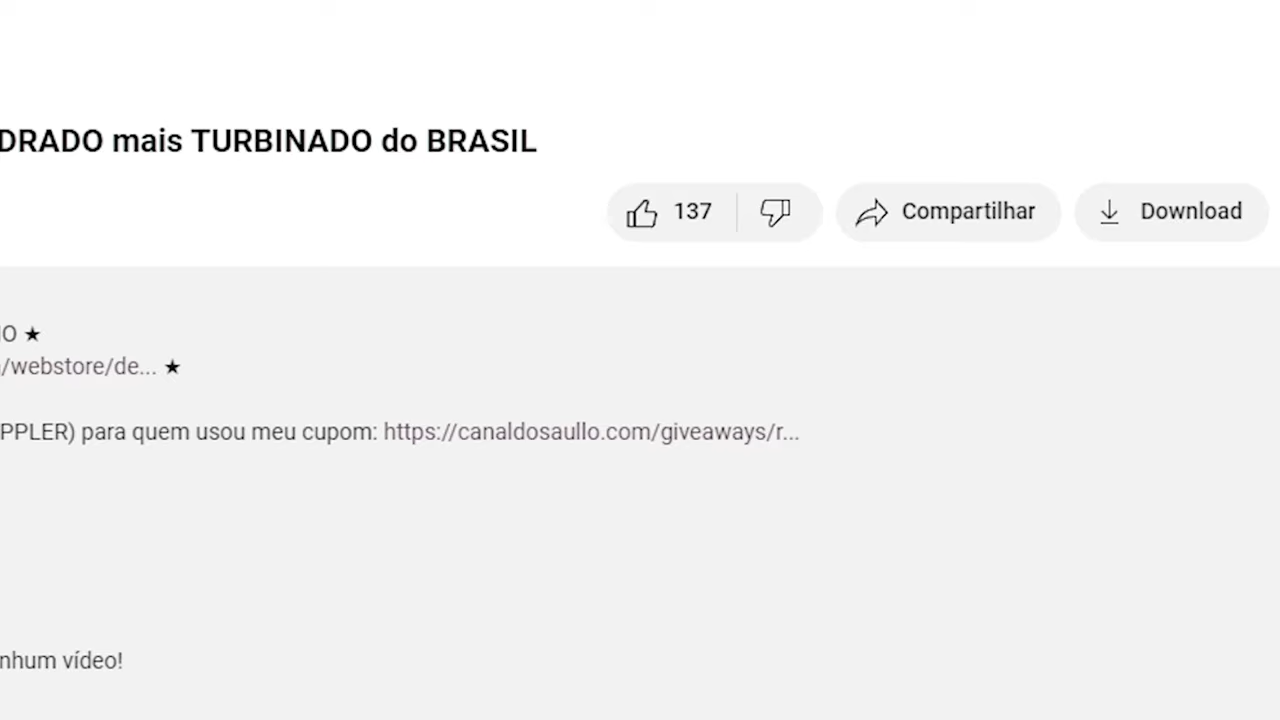 DRADO mais TURBINADO do BRASIL
137 Compartilhar Download
IO ★
/webstore/de... ★
PPLER) para quem usou meu cupom: https://canaldosaullo.com/giveaways/r...
nhum vídeo!